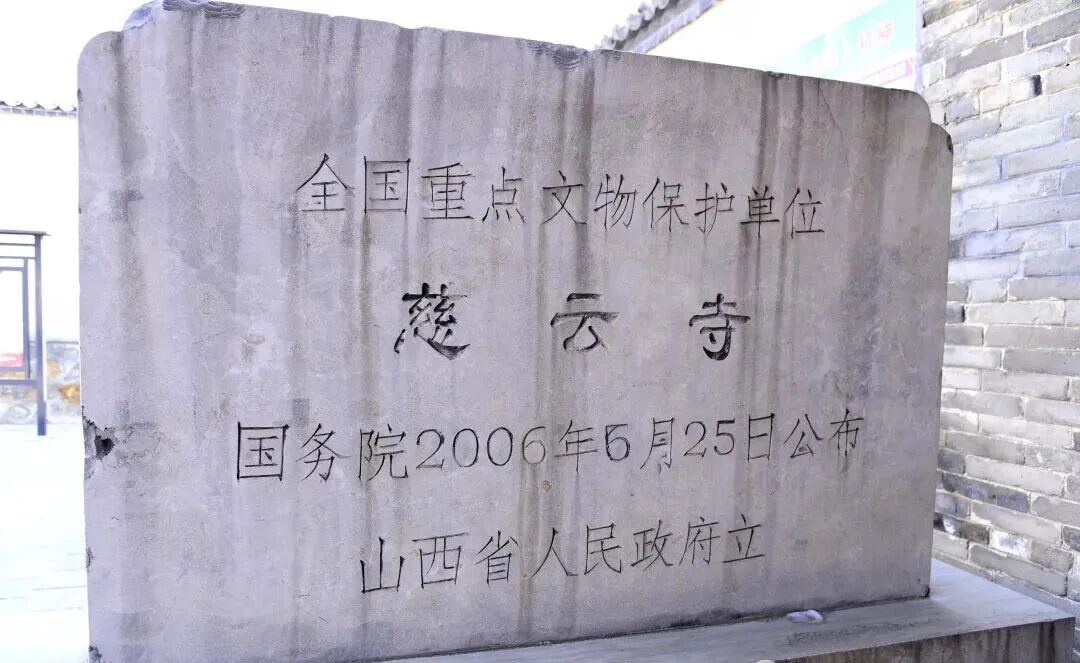 全国重点文物保护单位
慈云寺
国务院2006年5月25日公布
山西省人民政府立